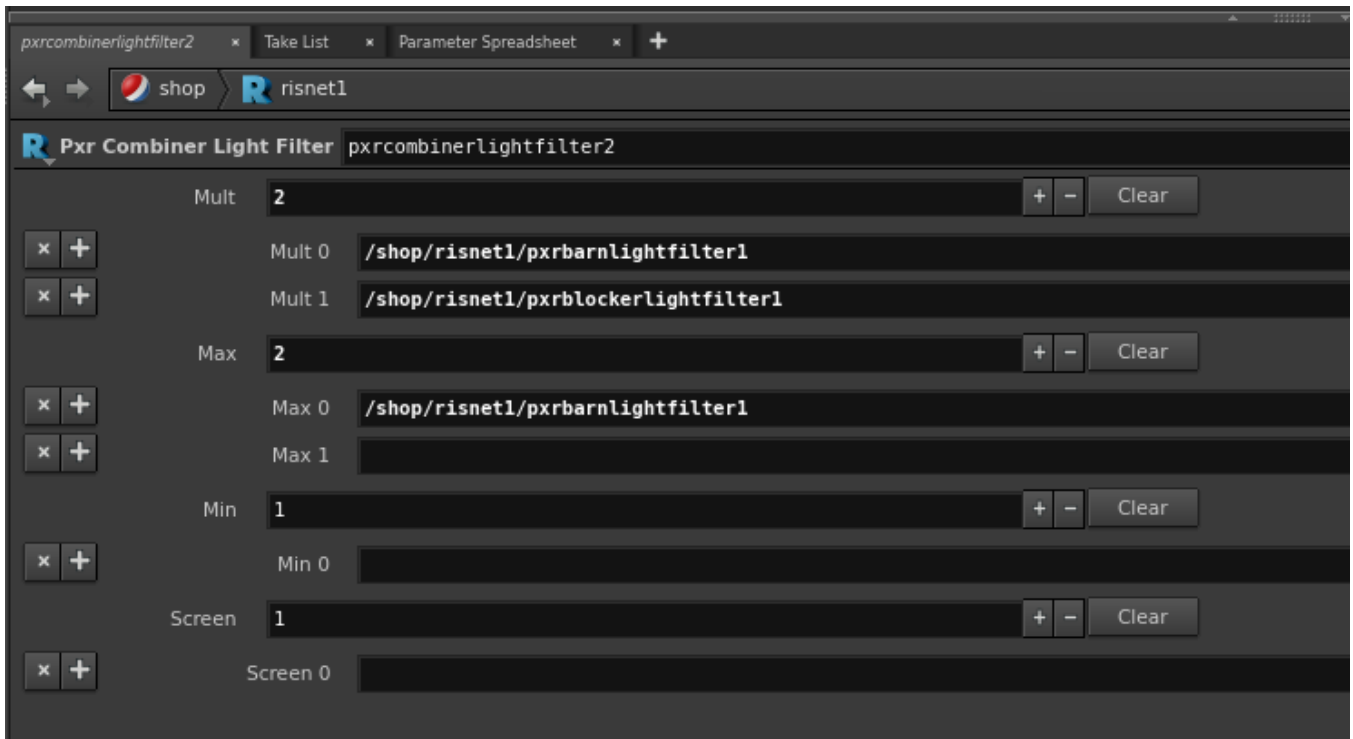 pxrcombinerlightfilter2 × Take List × Parameter Spreadsheet × +
shop risnet1
Pxr Combiner Light Filter pxrcombinerlightfilter2
Mult 2 + − Clear
× + Mult 0 /shop/risnet1/pxrbarnlightfilter1
× + Mult 1 /shop/risnet1/pxrblockerlightfilter1
Max 2 + − Clear
× + Max 0 /shop/risnet1/pxrbarnlightfilter1
× + Max 1
Min 1 + − Clear
× + Min 0
Screen 1 + − Clear
× + Screen 0